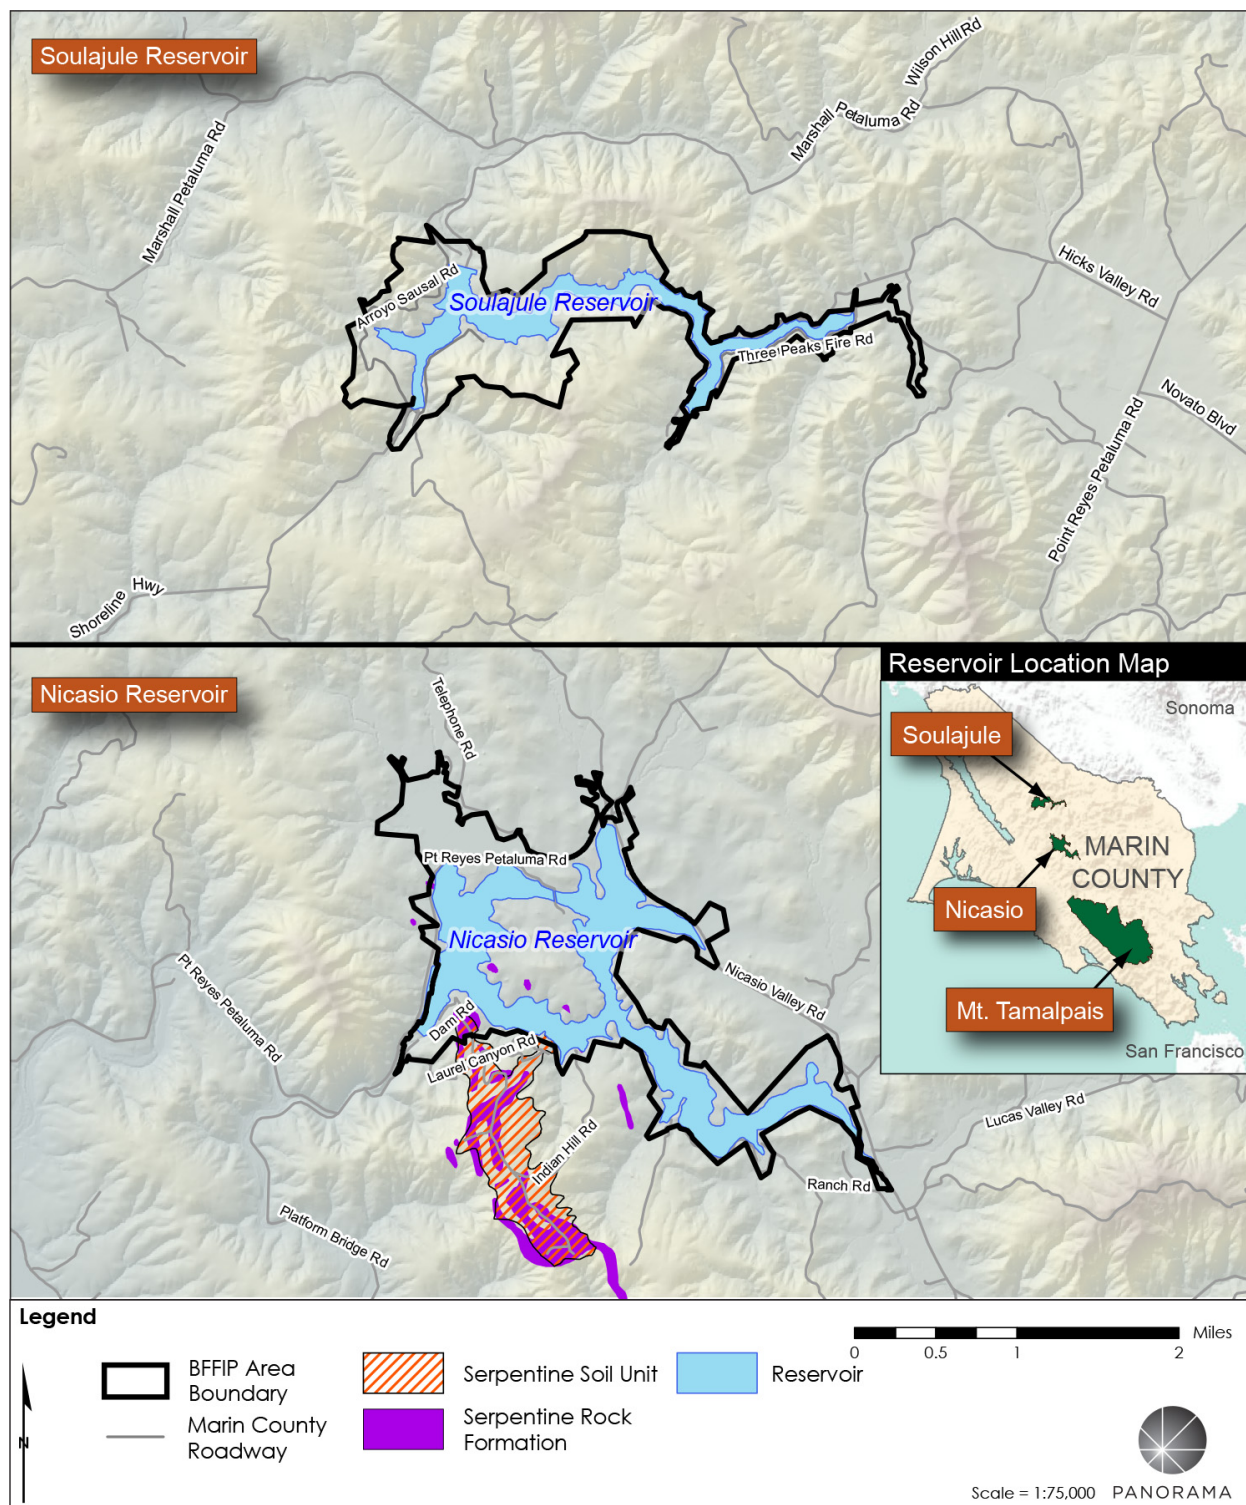 Soulajule Reservoir
Wilson Hill Rd
Marshall Petaluma Rd
Marshall Petaluma Rd
Hicks Valley Rd
Arroyo Sausal Rd
Soulajule Reservoir
Three Peaks Fire Rd
Novato Blvd
Point Reyes Petaluma Rd
Shoreline Hwy
Nicasio Reservoir
Telephone Rd
Pt Reyes Petaluma Rd
Nicasio Reservoir
Nicasio Valley Rd
Pt Reyes Petaluma Rd
Dam Rd
Laurel Canyon Rd
Indian Hill Rd
Lucas Valley Rd
Ranch Rd
Platform Bridge Rd
Reservoir Location Map
Sonoma
Soulajule
MARIN
COUNTY
Nicasio
Mt. Tamalpais
San Francisco
Legend
BFFIP Area
Boundary
Marin County
Roadway
Serpentine Soil Unit
Serpentine Rock
Formation
Reservoir
Miles
0 0.5 1 2
N
Scale = 1:75,000
PANORAMA